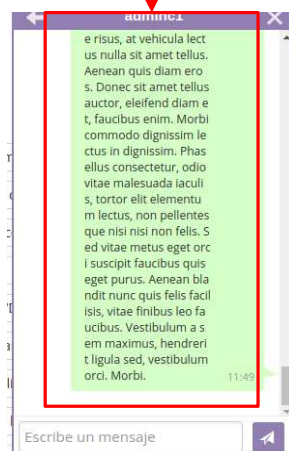 adminc1
e risus, at vehicula lect
us nulla sit amet tellus.
Aenean quis diam ero
s. Donec sit amet tellus
auctor, eleifend diam e
t, faucibus enim. Morbi
commodo dignissim le
ctus in dignissim. Phas
ellus consectetur, odio
vitae malesuada iaculi
s, tortor elit elementu
m lectus, non pellentes
que nisi nisi non felis. S
ed vitae metus eget orc
i suscipit faucibus quis
eget purus. Aenean bla
ndit nunc quis felis facil
isis, vitae finibus leo fa
ucibus. Vestibulum a s
em maximus, hendreri
t ligula sed, vestibulum
orci. Morbi.
11:49
Escribe un mensaje